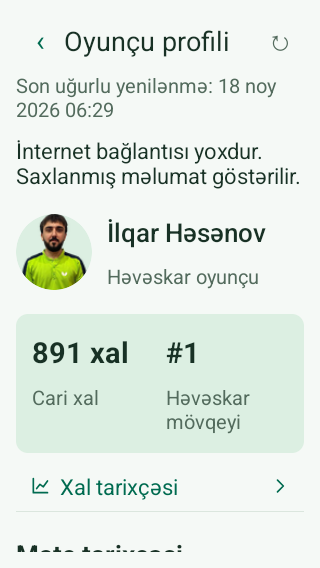 Oyunçu profili
Son uğurlu yenilənmə: 18 noy
2026 06:29
İnternet bağlantısı yoxdur.
Saxlanmış məlumat göstərilir.
İlqar Həsənov
Həvəskar oyunçu
891 xal
#1
Cari xal
Həvəskar
mövqeyi
Xal tarixçəsi